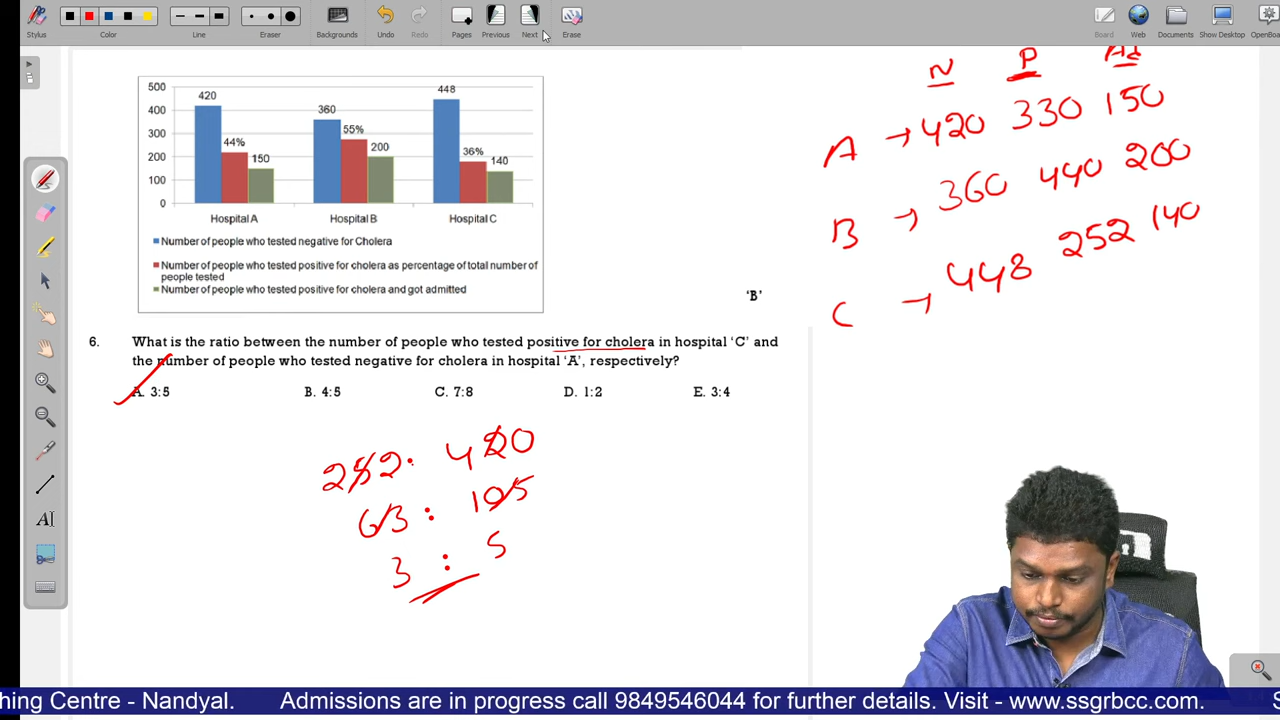 Stylus
Color
Line
Eraser
Backgrounds
Undo
Redo
Pages
Previous
Next
Erase
Board
Web
Documents
Show Desktop
OpenBoa
500
400
300
200
100
0
420
44%
150
360
55%
200
448
36%
140
Hospital A
Hospital B
Hospital C
Number of people who tested negative for Cholera
Number of people who tested positive for cholera as percentage of total number of
people tested
Number of people who tested positive for cholera and got admitted
'B'
N P Ad
A → 420 330 150
B → 360 440 200
C → 448 252 140
6. What is the ratio between the number of people who tested positive for cholera in hospital 'C' and
the number of people who tested negative for cholera in hospital 'A', respectively?
A. 3:5 B. 4:5 C. 7:8 D. 1:2 E. 3:4
252 : 420
63 : 105
3 : 5
AI
hing Centre - Nandyal. Admissions are in progress call 9849546044 for further details. Visit - www.ssgrbcc.com. S